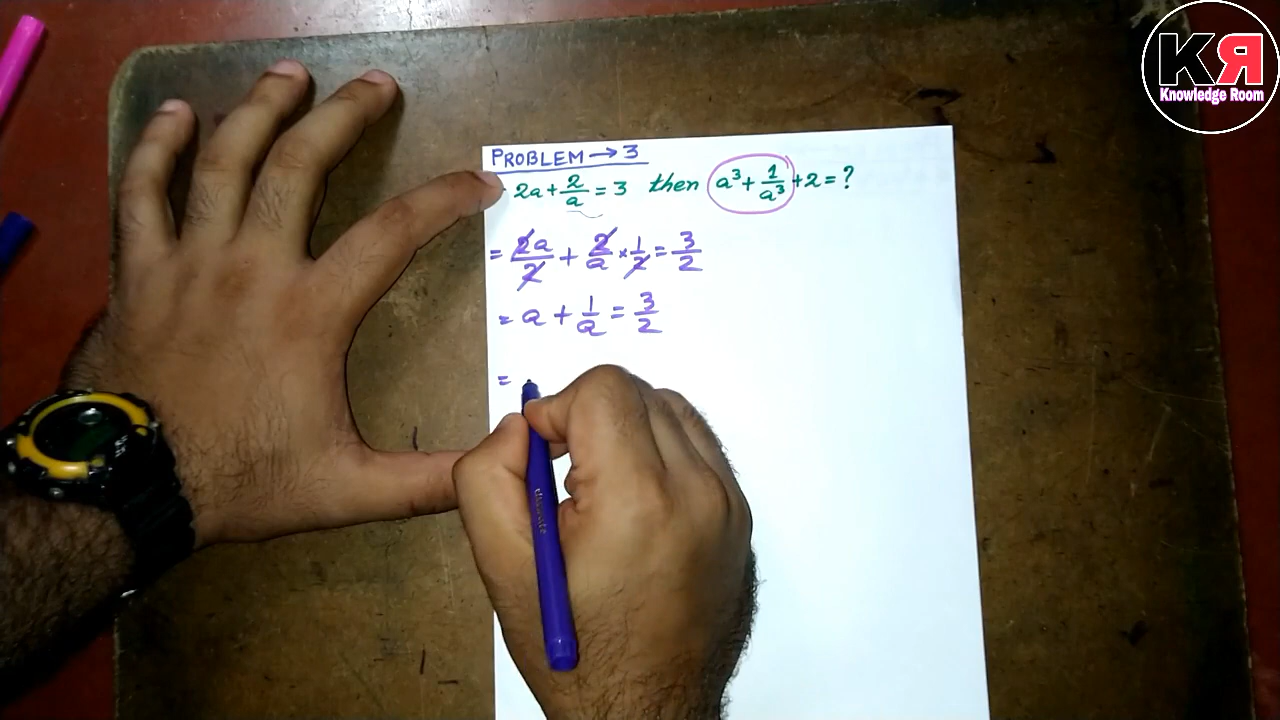 PROBLEM → 3
2a + 2/a = 3 then a³ + 1/a³ + 2 = ?
= 2a/2 + 2/a × 1/2 = 3/2
= a + 1/a = 3/2
=
KЯ
Knowledge Room